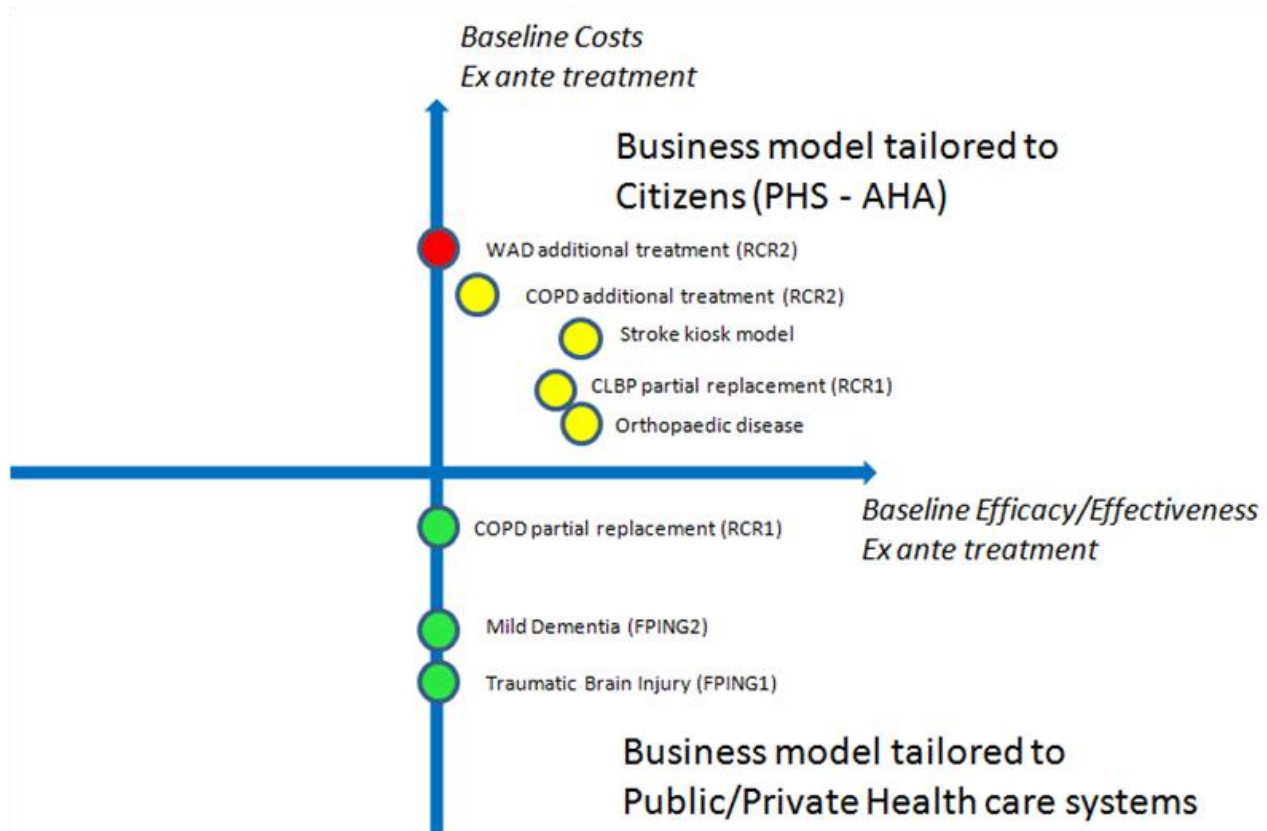 Baseline Costs
Ex ante treatment
Business model tailored to
Citizens (PHS - AHA)
WAD additional treatment (RCR2)
COPD additional treatment (RCR2)
Stroke kiosk model
CLBP partial replacement (RCR1)
Orthopaedic disease
Baseline Efficacy/Effectiveness
Ex ante treatment
COPD partial replacement (RCR1)
Mild Dementia (FPING2)
Traumatic Brain Injury (FPING1)
Business model tailored to
Public/Private Health care systems